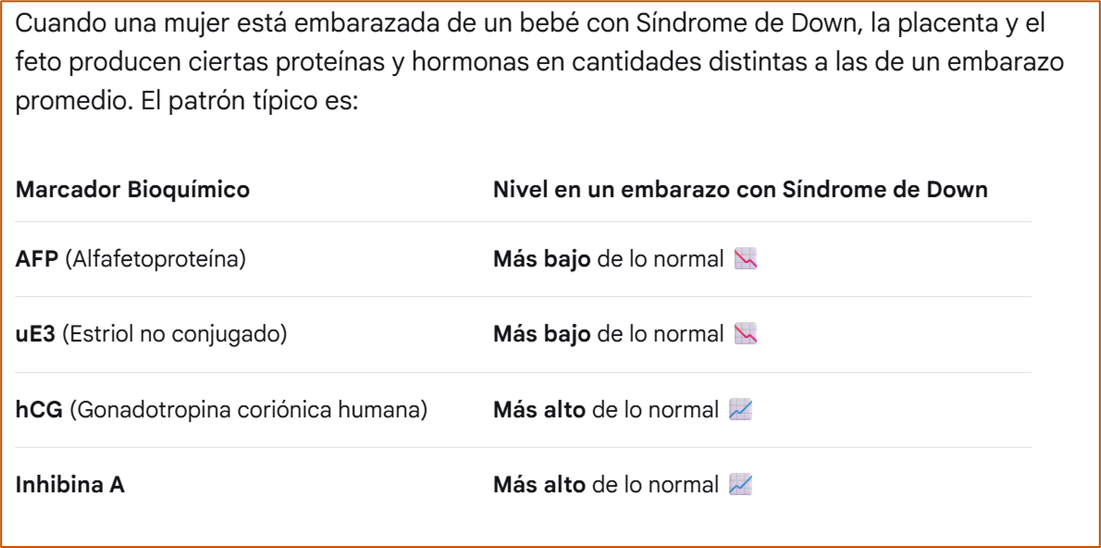 Cuando una mujer está embarazada de un bebé con Síndrome de Down, la placenta y el
feto producen ciertas proteínas y hormonas en cantidades distintas a las de un embarazo
promedio. El patrón típico es:
Marcador Bioquímico Nivel en un embarazo con Síndrome de Down
AFP (Alfafetoproteína) Más bajo de lo normal
uE3 (Estriol no conjugado) Más bajo de lo normal
hCG (Gonadotropina coriónica humana) Más alto de lo normal
Inhibina A Más alto de lo normal